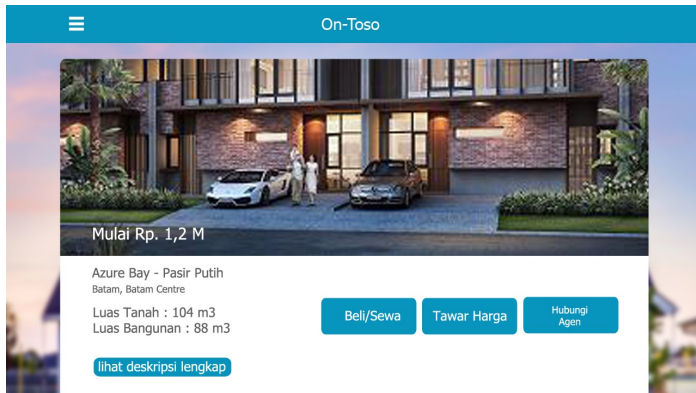 On-Toso
Mulai Rp. 1,2 M
Azure Bay - Pasir Putih
Batam, Batam Centre
Luas Tanah : 104 m3
Luas Bangunan : 88 m3
Beli/Sewa
Tawar Harga
Hubungi
Agen
lihat deskripsi lengkap